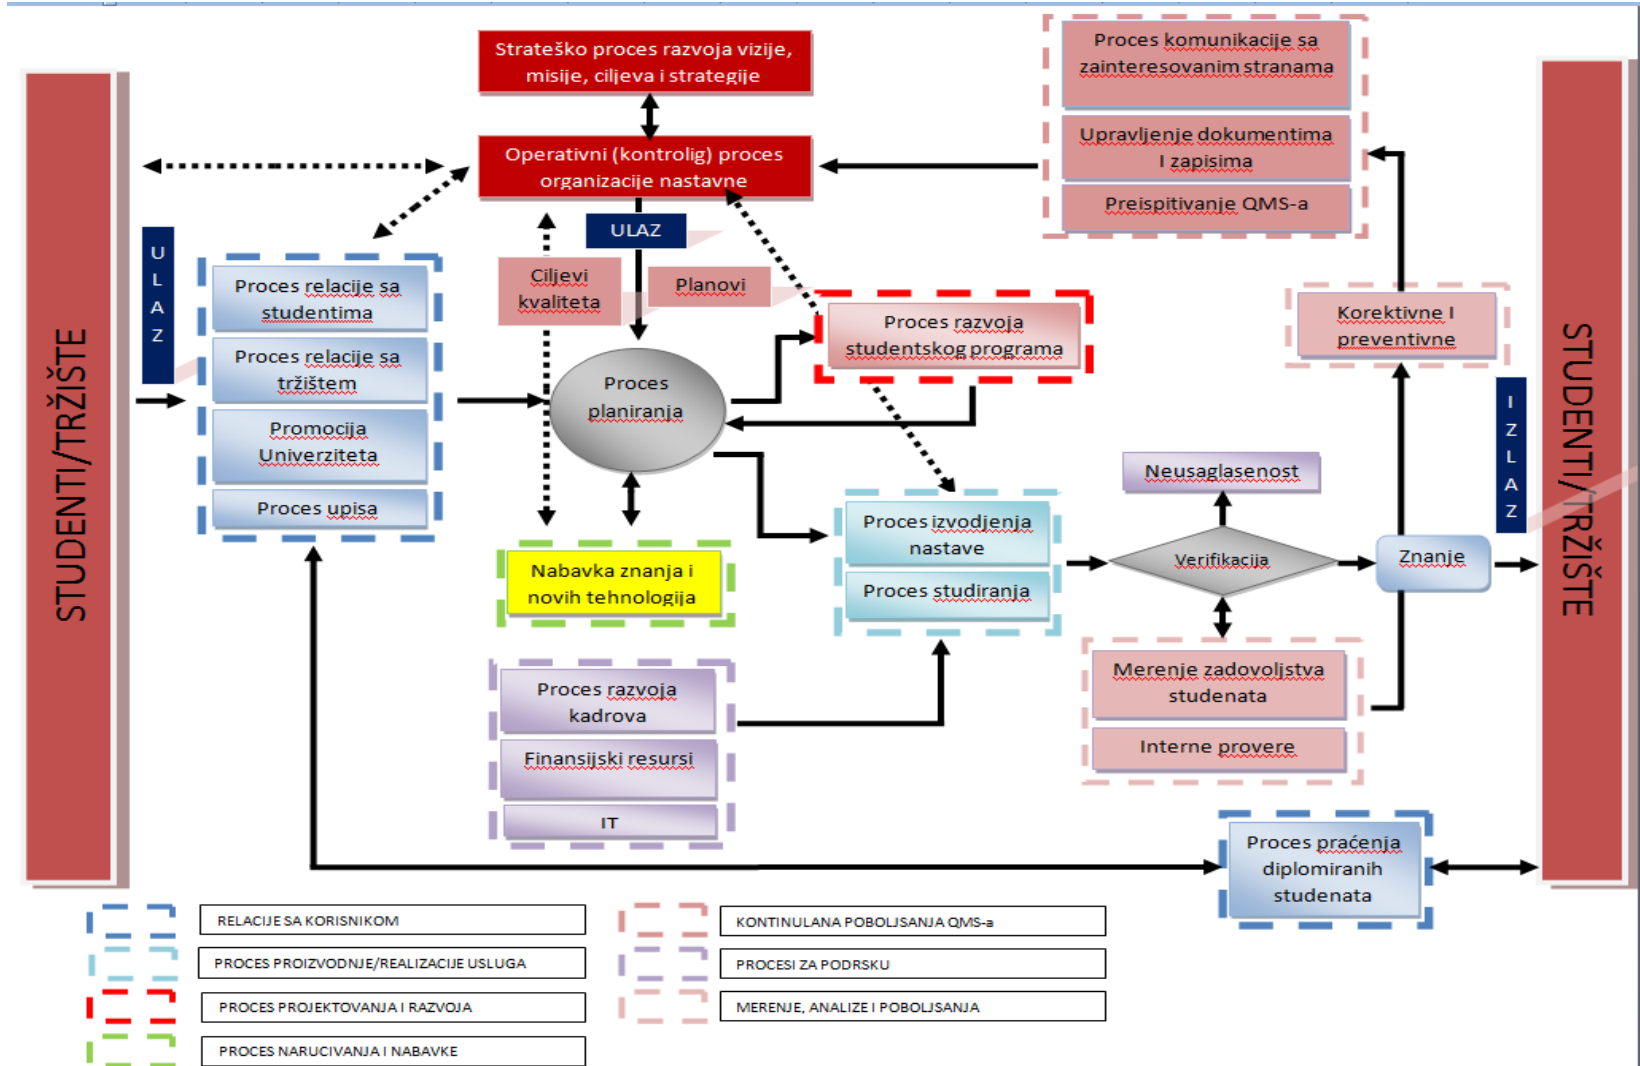 STUDENTI/TRŽIŠTE
U
L
A
Z
Strateško proces razvoja vizije,
misije, ciljeva i strategije
Operativni (kontrolig) proces
organizacije nastavne
ULAZ
Ciljevi
kvaliteta
Planovi
Proces komunikacije sa
zainteresovanim stranama
Upravljenje dokumentima
I zapisima
Preispitivanje QMS-a
Proces relacije sa
studentima
Proces relacije sa
tržištem
Promocija
Univerziteta
Proces upisa
Proces
planiranja
Proces razvoja
studentskog programa
Korektivne I
preventivne
Nabavka znanja i
novih tehnologija
Proces izvodjenja
nastave
Proces studiranja
Neusaglasenost
Verifikacija
Znanje
I
Z
L
A
Z
STUDENTI/TRŽIŠTE
Proces razvoja
kadrova
Finansijski resursi
IT
Merenje zadovoljstva
studenata
Interne provere
Proces praćenja
diplomiranih
studenata
RELACIJE SA KORISNIKOM
PROCES PROIZVODNJE/REALIZACIJE USLUGA
PROCES PROJEKTOVANJA I RAZVOJA
PROCES NARUCIVANJA I NABAVKE
KONTINULANA POBOLJSANJA QMS-a
PROCESI ZA PODRSKU
MERENJE, ANALIZE I POBOLJSANJA